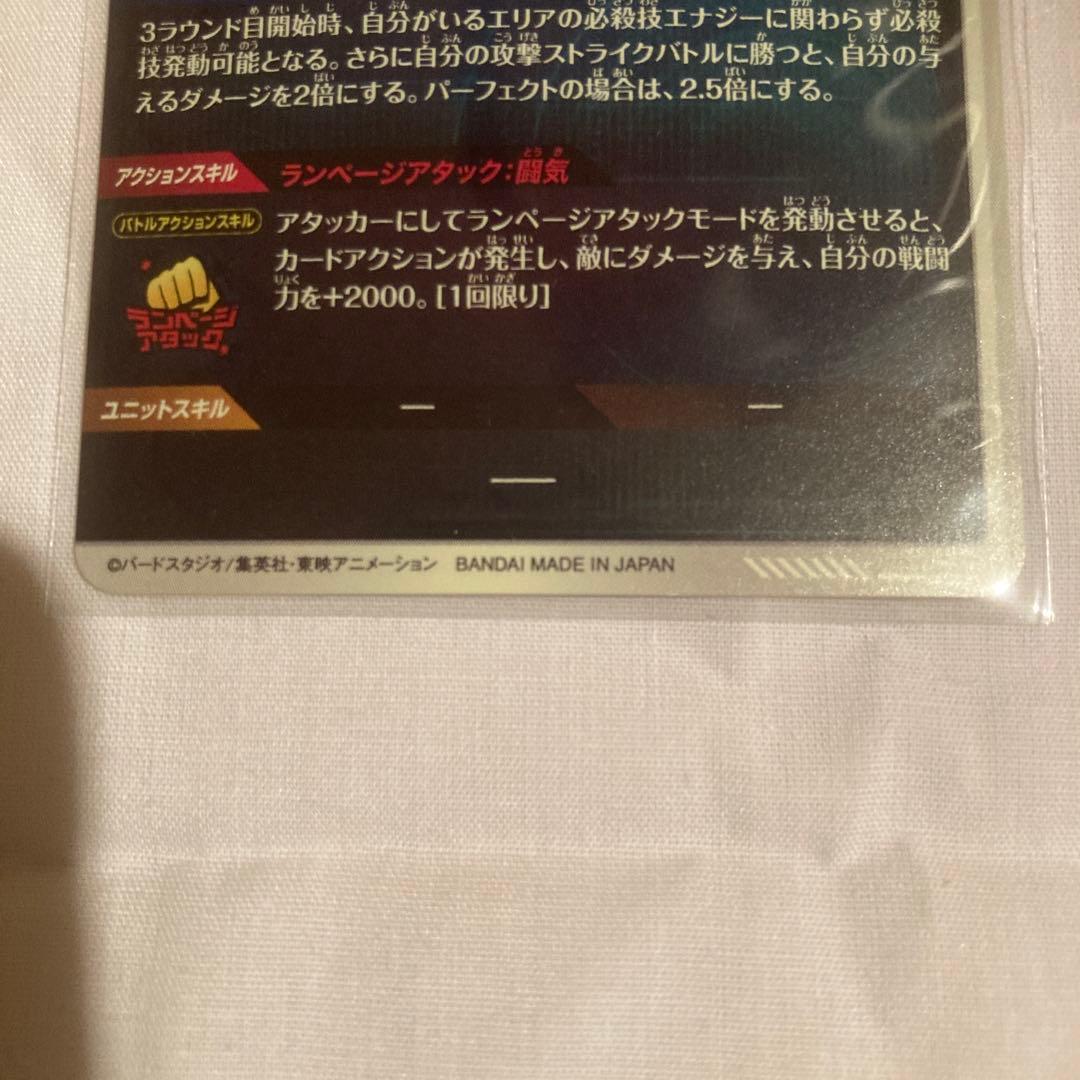 3ラウンド目開始時、自分がいるエリアの必殺技エナジーに関わらず必殺
技発動可能となる。さらに自分の攻撃ストライクバトルに勝つと、自分の与
えるダメージを2倍にする。パーフェクトの場合は、2.5倍にする。
アクションスキル ランページアタック:闘気
バトルアクションスキル アタッカーにしてランページアタックモードを発動させると、
カードアクションが発生し、敵にダメージを与え、自分の戦闘
力を+2000。[1回限り]
ランページ
アタック
ユニットスキル ー ー
ー
©バードスタジオ/集英社・東映アニメーション BANDAI MADE IN JAPAN